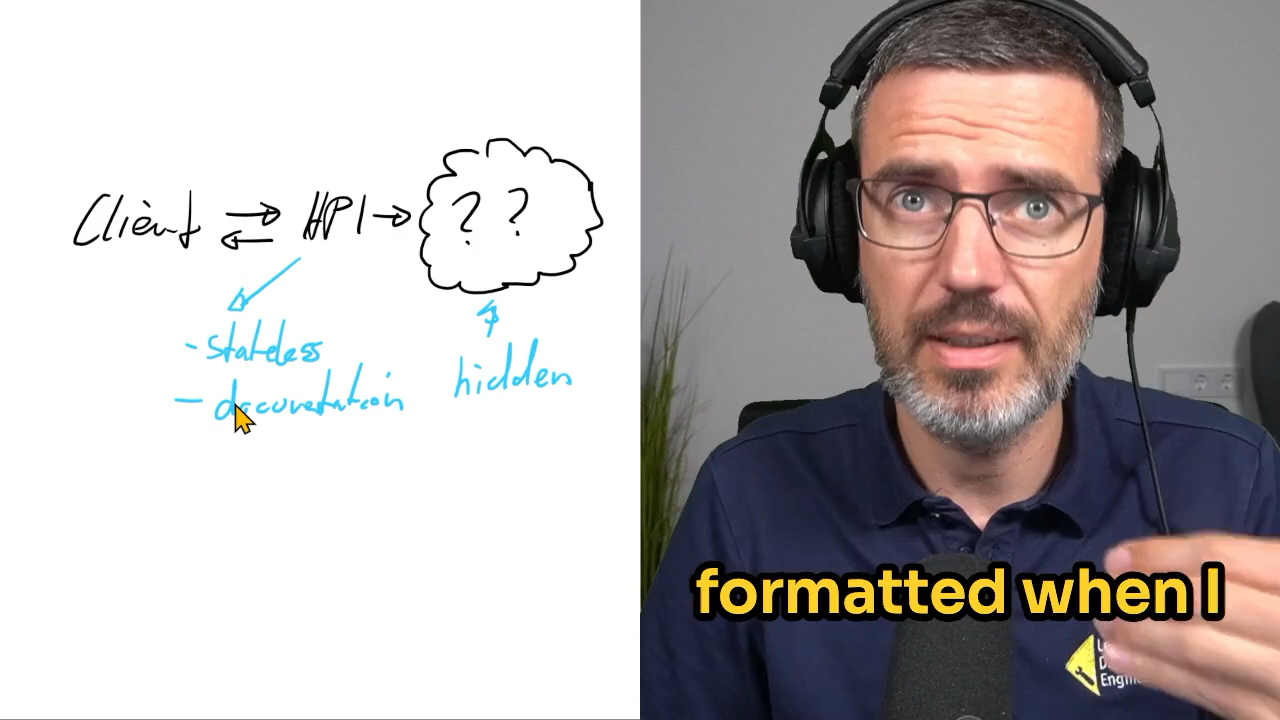 Client ⇄ API → ? ?
- stateless
- documentation
hidden
formatted when I